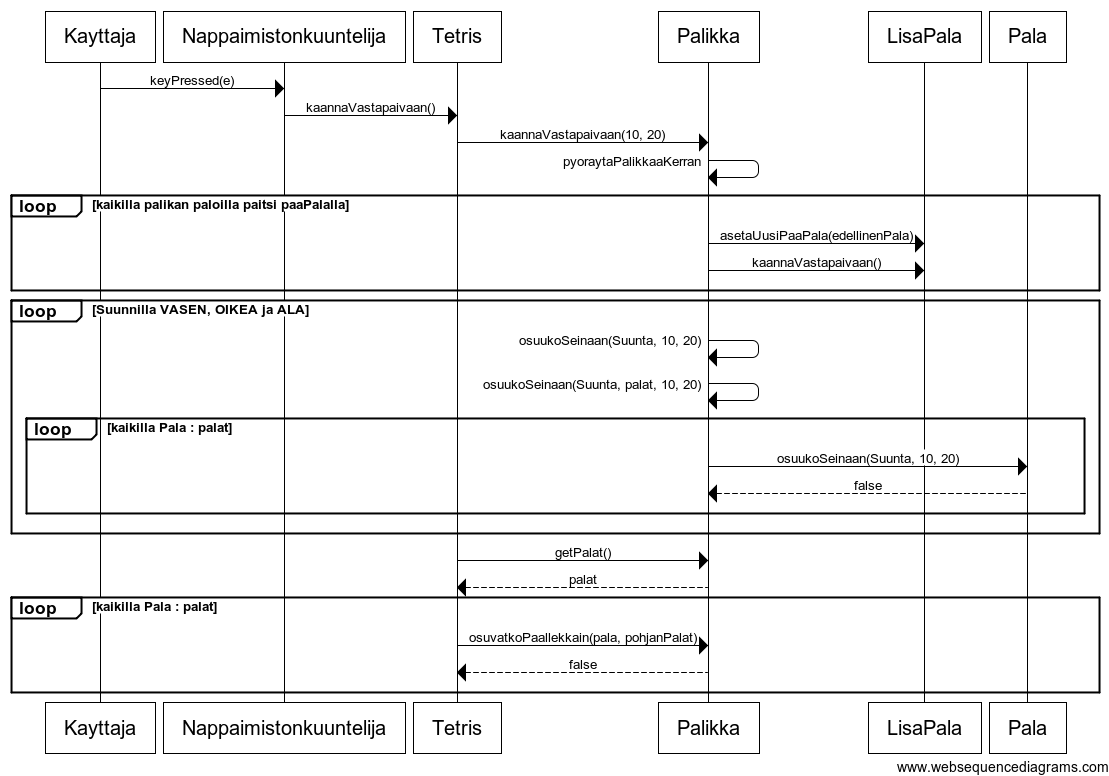 Kayttaja Nappaimistonkuuntelija Tetris Palikka LisaPala Pala
keyPressed(e)
kaannaVastapaivaan()
kaannaVastapaivaan(10, 20)
pyoraytaPalikkaaKerran
loop [kaikilla palikan paloilla paitsi paaPalalla]
asetaUusiPaaPala(edellinenPala)
kaannaVastapaivaan()
loop [Suunnilla VASEN, OIKEA ja ALA]
osuukoSeinaan(Suunta, 10, 20)
osuukoSeinaan(Suunta, palat, 10, 20)
loop [kaikilla Pala : palat]
osuukoSeinaan(Suunta, 10, 20)
false
getPalat()
palat
loop [kaikilla Pala : palat]
osuvatkoPaallekkain(pala, pohjanPalat)
false
Kayttaja Nappaimistonkuuntelija Tetris Palikka LisaPala Pala
www.websequencediagrams.com